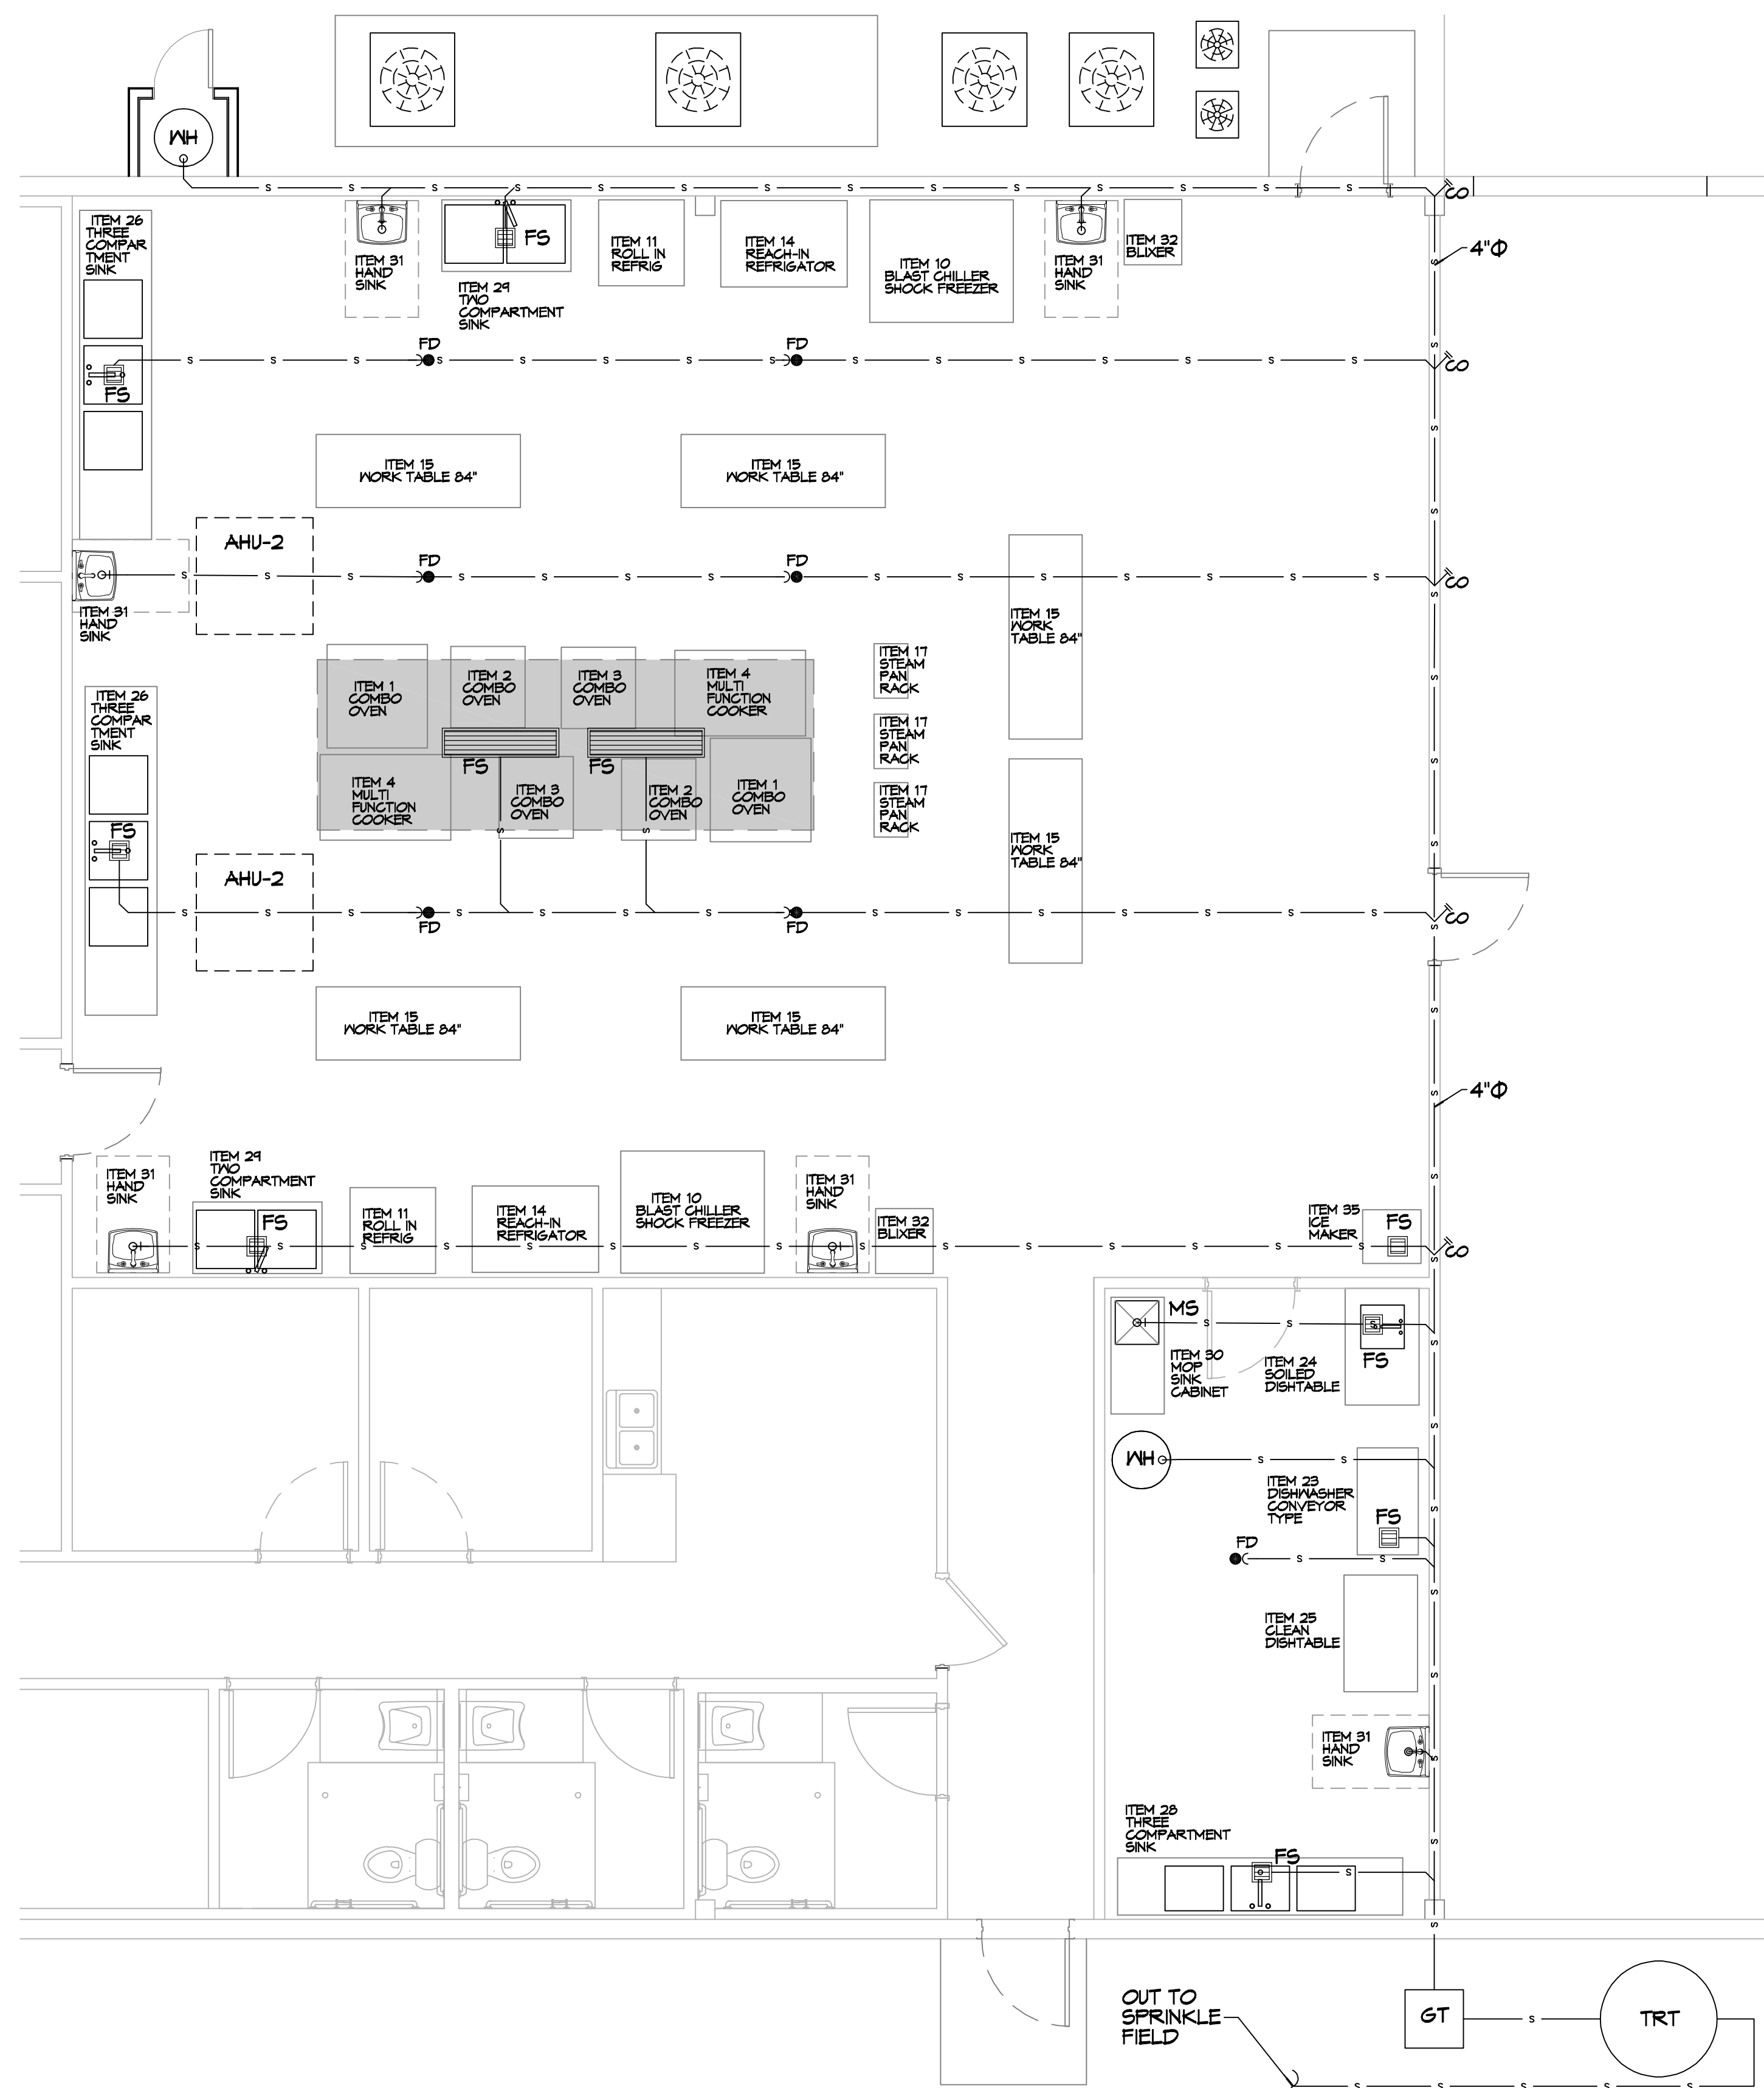 WH
S S S S S S S S S S S S S S
"CO
ITEM 26
THREE
COMPAR
TMENT
SINK
FS
ITEM 31
HAND
SINK
FS
ITEM 29
TWO
COMPARTMENT
SINK
ITEM 11
ROLL IN
REFRIG
ITEM 14
REACH-IN
REFRIGATOR
ITEM 10
BLAST CHILLER
SHOCK FREEZER
ITEM 31
HAND
SINK
ITEM 32
BLIXER
4"Φ
FD
FD
S S S S S S S S S S S S S S S
"CO
ITEM 15
WORK TABLE 84"
ITEM 15
WORK TABLE 84"
AHU-2
FD
FD
S S S S S S S S S S S S S S
"CO
ITEM 31
HAND
SINK
ITEM 15
WORK
TABLE 84"
ITEM 26
THREE
COMPAR
TMENT
SINK
FS
ITEM 1
COMBO
OVEN
ITEM 2
COMBO
OVEN
ITEM 3
COMBO
OVEN
ITEM 4
MULTI
FUNCTION
COOKER
FS
FS
ITEM 4
MULTI
FUNCTION
COOKER
ITEM 3
COMBO
OVEN
ITEM 2
COMBO
OVEN
ITEM 1
COMBO
OVEN
S S
ITEM 17
STEAM
PAN
RACK
ITEM 17
STEAM
PAN
RACK
ITEM 17
STEAM
PAN
RACK
ITEM 15
WORK
TABLE 84"
AHU-2
S S S S S S S S S S S S S S
"CO
FD
FD
ITEM 15
WORK TABLE 84"
ITEM 15
WORK TABLE 84"
4"Φ
ITEM 31
HAND
SINK
ITEM 29
TWO
COMPARTMENT
SINK
FS
ITEM 11
ROLL IN
REFRIG
ITEM 14
REACH-IN
REFRIGATOR
ITEM 10
BLAST CHILLER
SHOCK FREEZER
ITEM 31
HAND
SINK
ITEM 32
BLIXER
ITEM 35
ICE
MAKER
FS
S S S S S S S S S S S S S S S
"CO
MS
S S S
FS
ITEM 30
MOP
SINK
CABINET
ITEM 24
SOILED
DISHTABLE
WH
S S
ITEM 23
DISHWASHER
CONVEYOR
TYPE
FS
FD
S S
ITEM 25
CLEAN
DISHTABLE
ITEM 31
HAND
SINK
ITEM 28
THREE
COMPARTMENT
SINK
FS
S
S S S S S S S S S S S S S S S S S S S S S
OUT TO
SPRINKLE
FIELD
GT
S
TRT
S S S S S